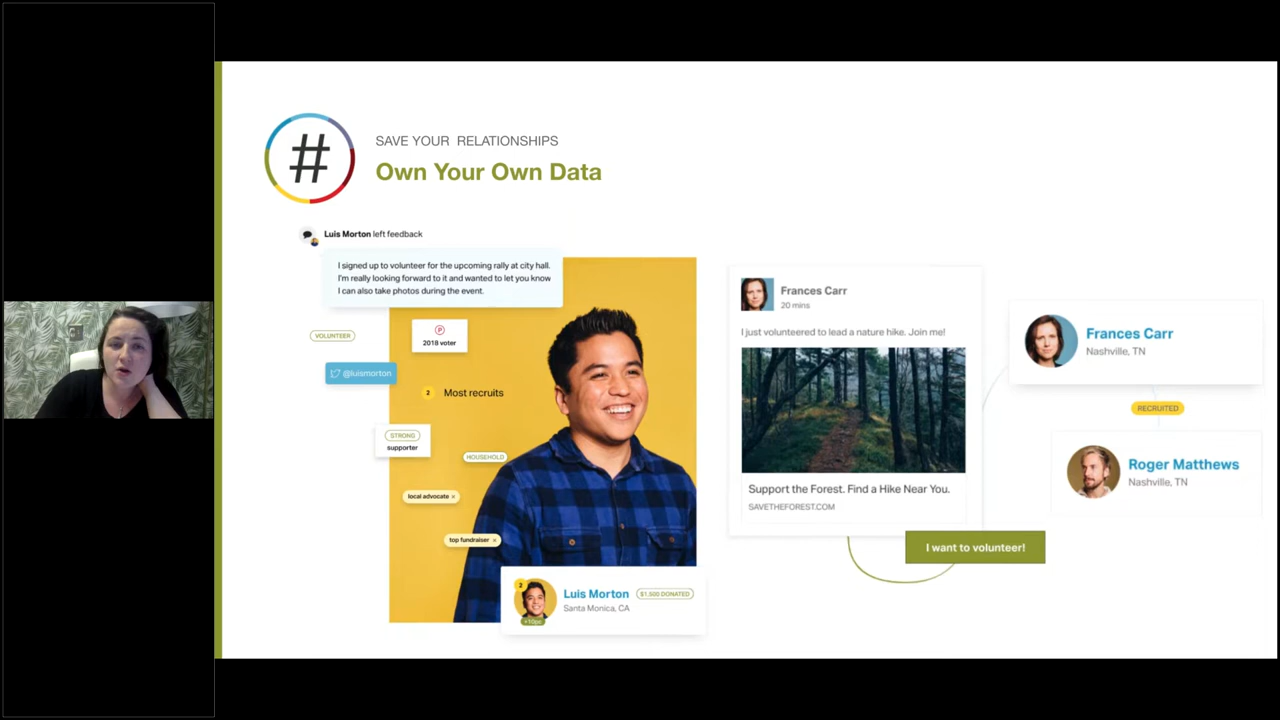 #
SAVE YOUR RELATIONSHIPS
Own Your Own Data
Luis Morton left feedback
I signed up to volunteer for the upcoming rally at city hall.
I'm really looking forward to it and wanted to let you know
I can also take photos during the event.
VOLUNTEER
P
2018 voter
@luismorton
2
Most recruits
STRONG
supporter
HOUSEHOLD
local advocate ×
top fundraiser ×
2
Luis Morton
$1,500 DONATED
Santa Monica, CA
+10pc
Frances Carr
20 mins
I just volunteered to lead a nature hike. Join me!
Support the Forest. Find a Hike Near You.
SAVETHEFOREST.COM
I want to volunteer!
Frances Carr
Nashville, TN
RECRUITED
Roger Matthews
Nashville, TN